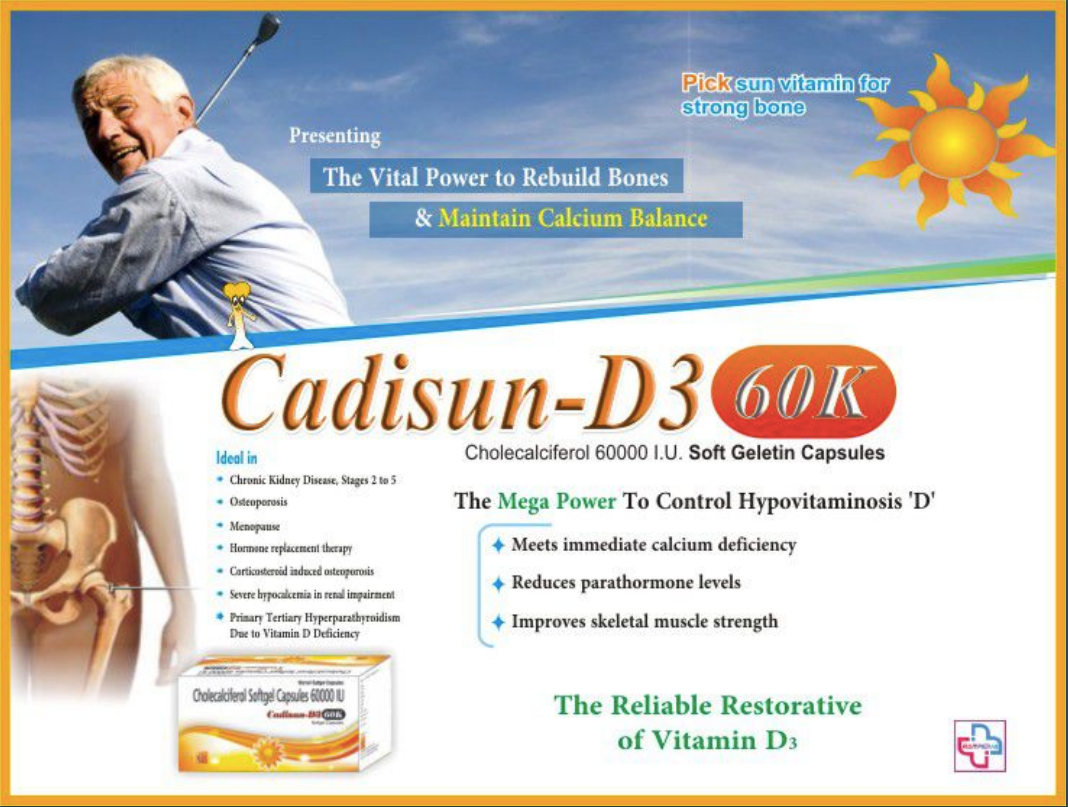 Pick sun vitamin for
strong bone
Presenting
The Vital Power to Rebuild Bones
& Maintain Calcium Balance
Cadisun-D3 60K
Cholecalciferol 60000 I.U. Soft Geletin Capsules
Ideal in
Chronic Kidney Disease, Stages 2 to 5
Osteoporosis
Menopause
Hormone replacement therapy
Corticosteroid induced osteoporosis
Severe hypocalcemia in renal impairment
Primary Tertiary Hyperparathyroidism
Due to Vitamin D Deficiency
The Mega Power To Control Hypovitaminosis 'D'
Meets immediate calcium deficiency
Reduces parathormone levels
Improves skeletal muscle strength
Cholecalciferol Softgel Capsules 60000 IU
Cadisun-D3 60K
The Reliable Restorative
of Vitamin D3